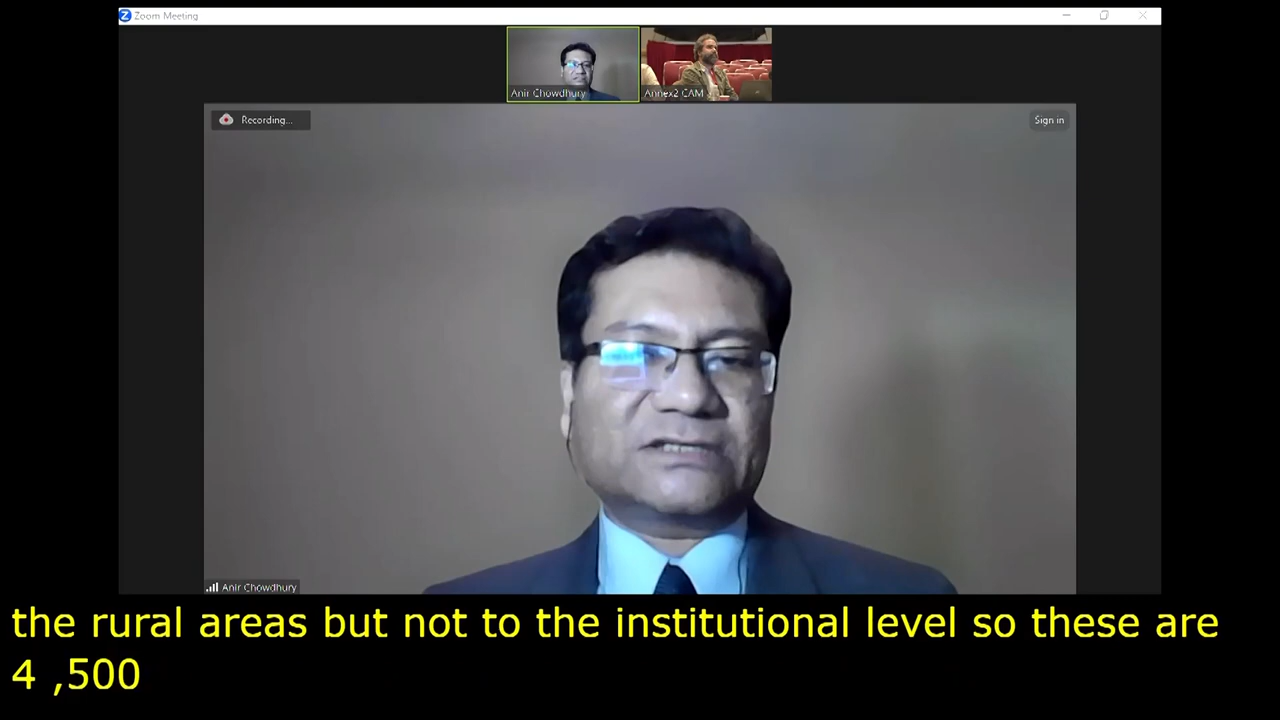 Zoom Meeting
Anir Chowdhury
Annex2 CAM
Recording...
Sign in
Anir Chowdhury
the rural areas but not to the institutional level so these are
4 ,500